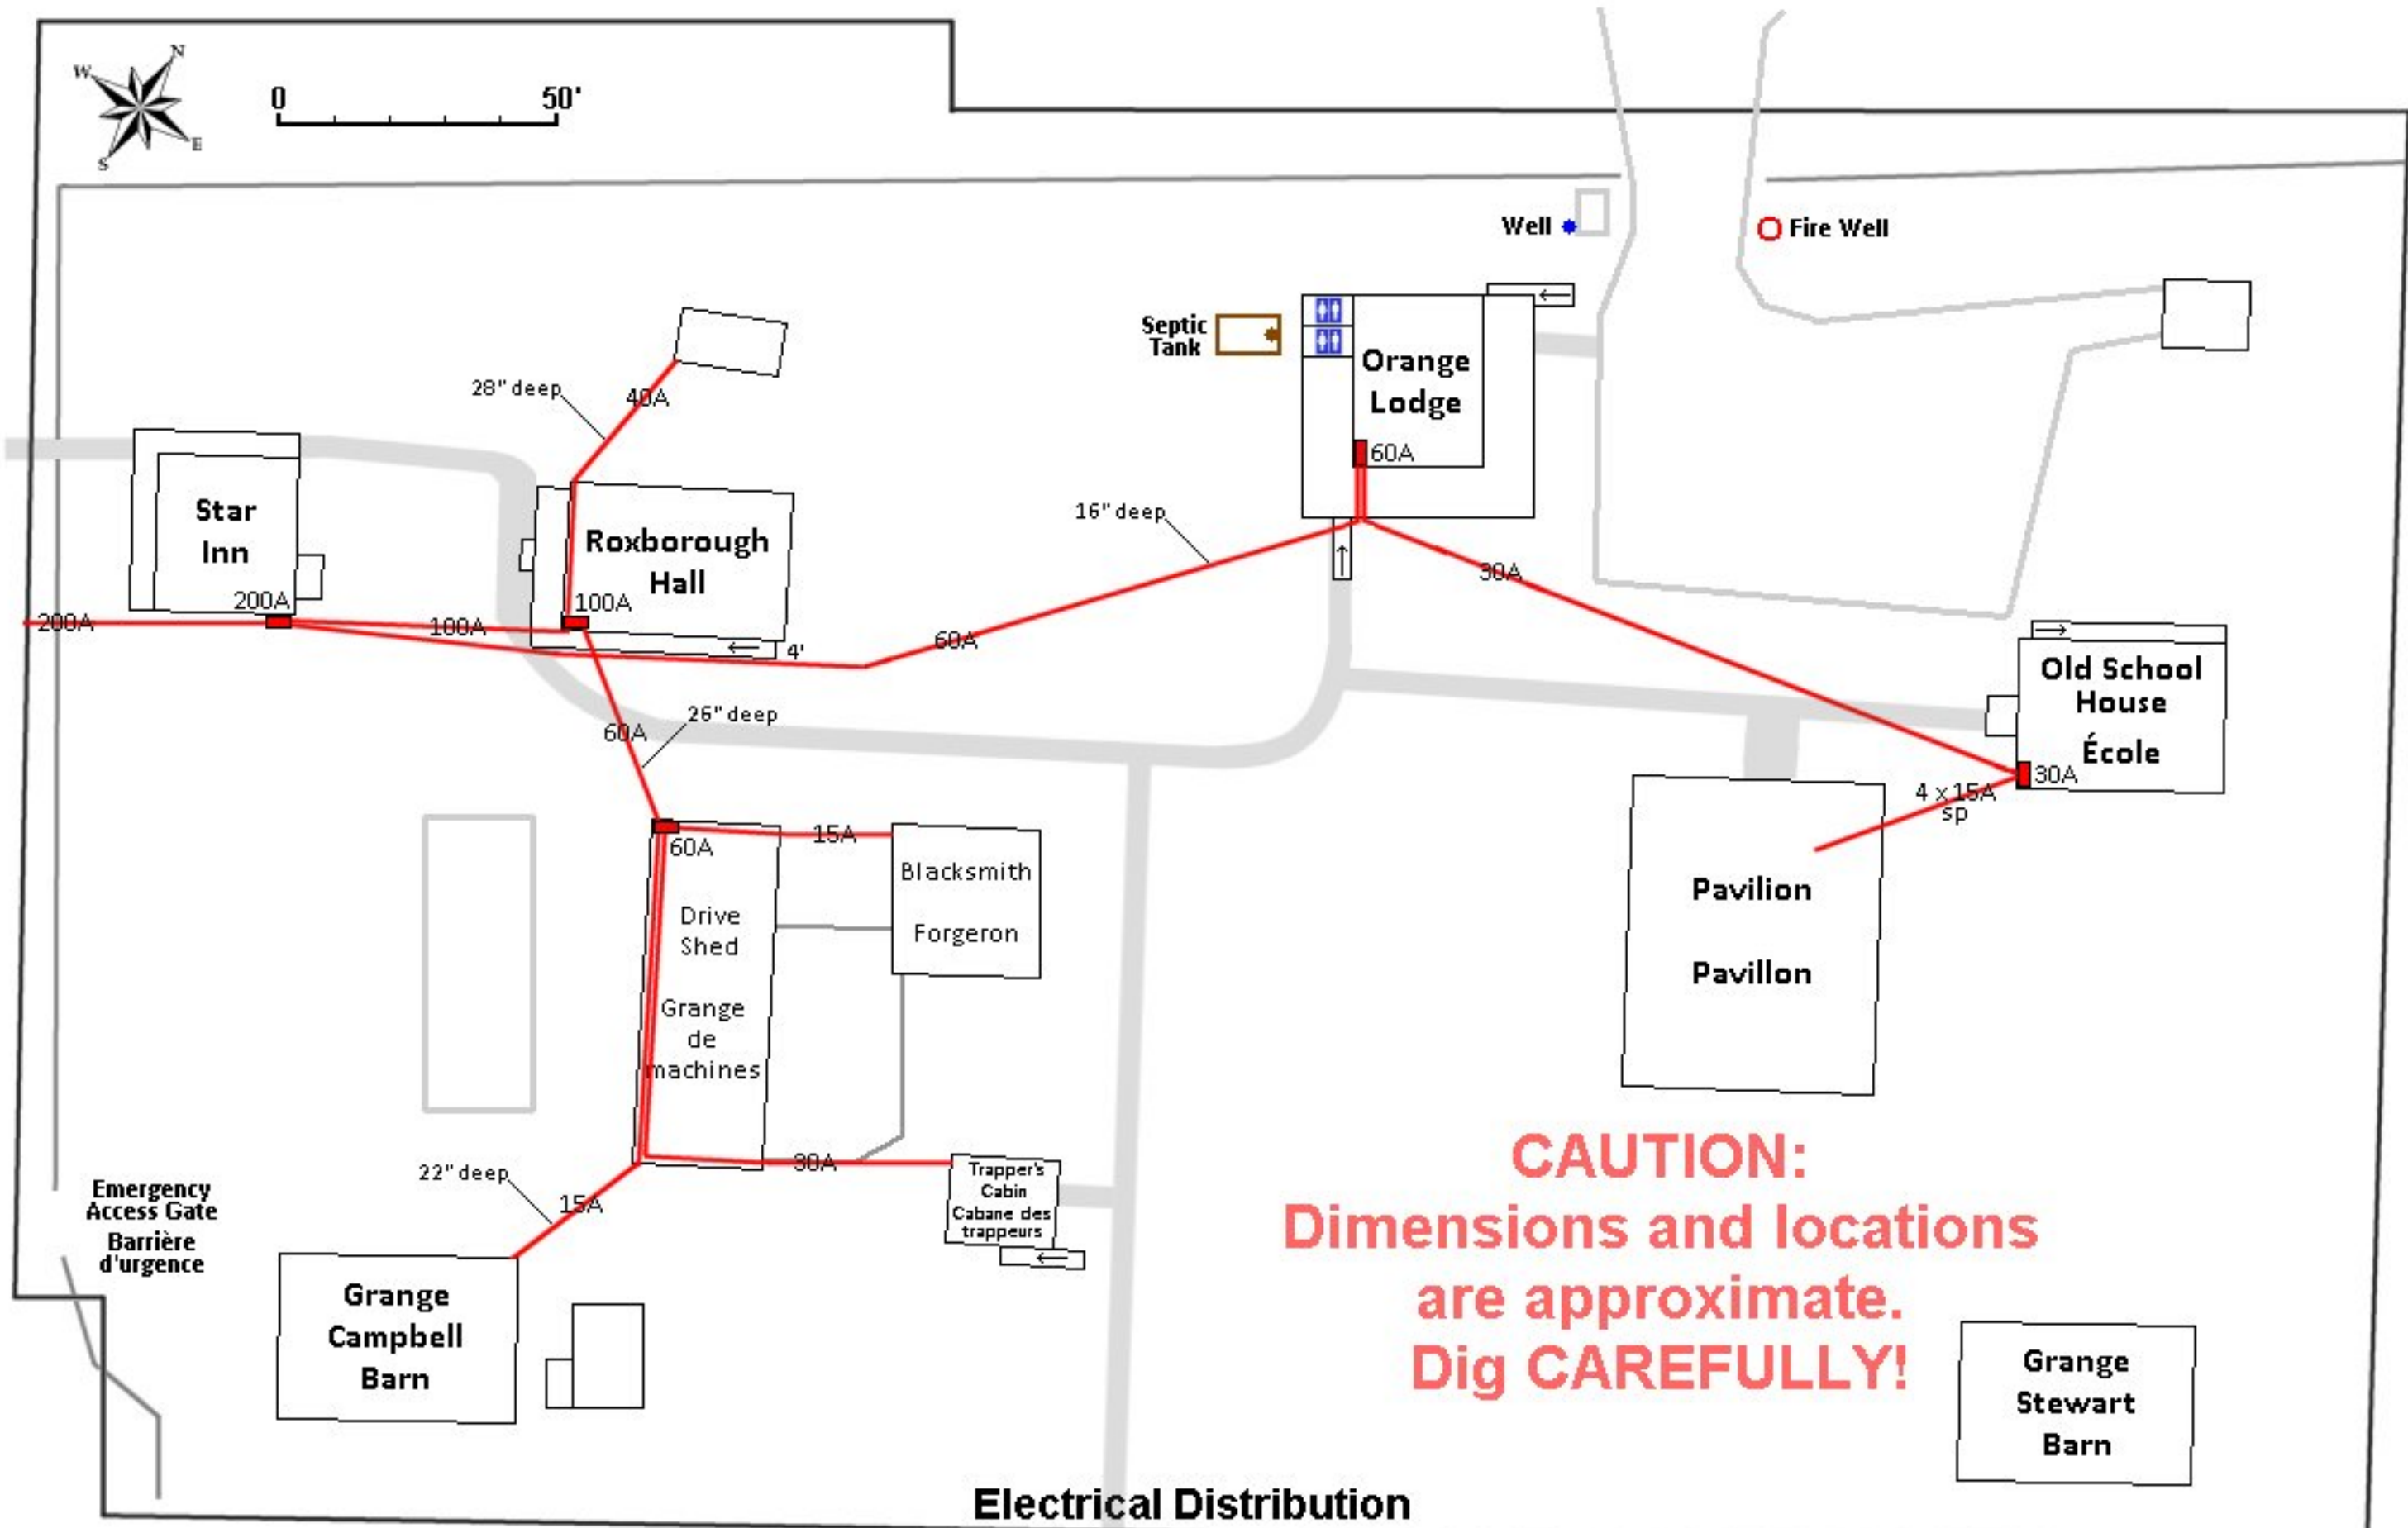 N
W
E
S
0 50'
Well
Fire Well
Septic
Tank
Orange
Lodge
60A
28" deep
40A
Star
Inn
200A
200A
100A
Roxborough
Hall
100A
4'
16" deep
60A
30A
Old School
House
École
30A
4 x 15A
sp
26" deep
60A
60A
15A
Blacksmith
Forgeron
Drive
Shed
Grange
de
machines
Pavilion
Pavillon
22" deep
15A
30A
Trapper's
Cabin
Cabane des
trappeurs
Emergency
Access Gate
Barrière
d'urgence
Grange
Campbell
Barn
CAUTION:
Dimensions and locations
are approximate.
Dig CAREFULLY!
Grange
Stewart
Barn
Electrical Distribution